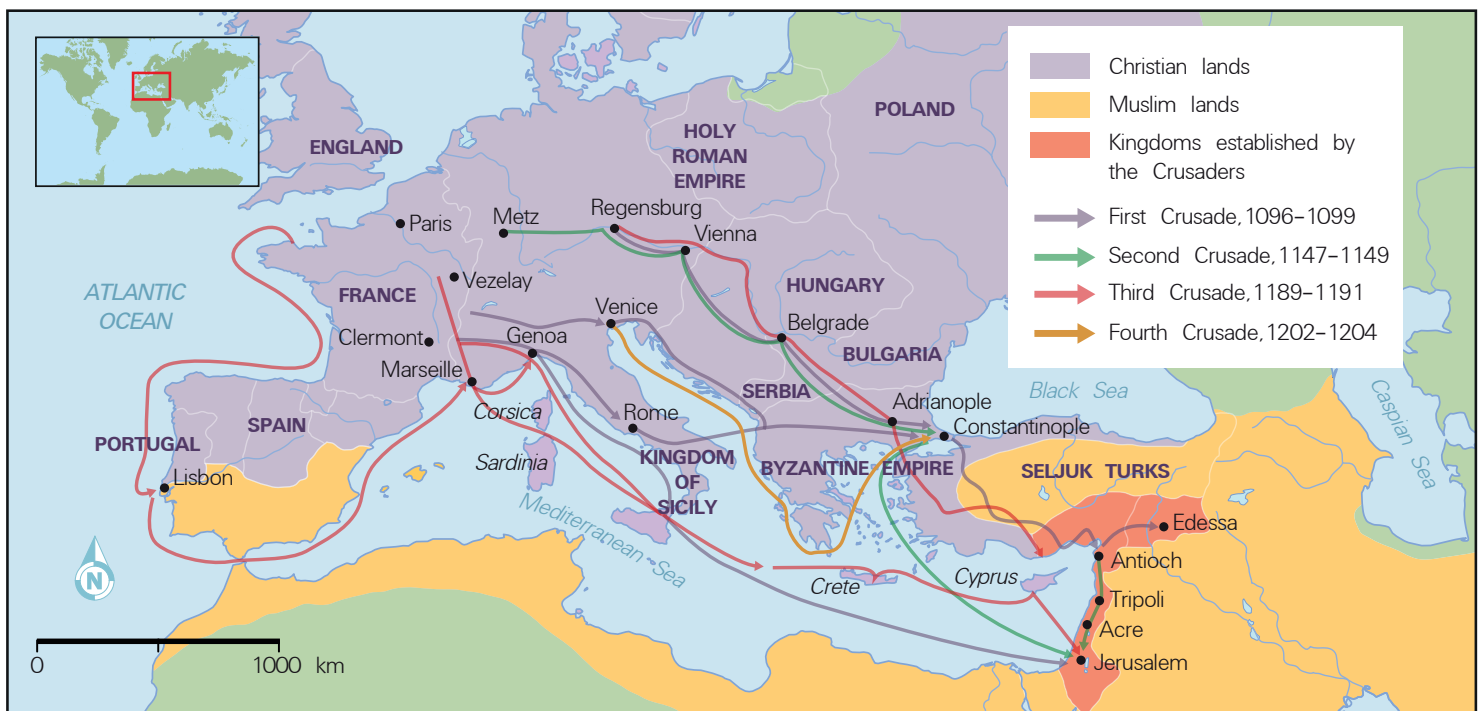 Christian lands
Muslim lands
Kingdoms established by
the Crusaders
First Crusade, 1096–1099
Second Crusade, 1147–1149
Third Crusade, 1189–1191
Fourth Crusade, 1202–1204
POLAND
HOLY
ROMAN
EMPIRE
ENGLAND
Paris
Metz
Regensburg
Vienna
Vezelay
ATLANTIC
OCEAN
FRANCE
HUNGARY
Venice
Belgrade
Clermont
Genoa
BULGARIA
Marseille
SERBIA
Black Sea
Caspian Sea
Corsica
Rome
Adrianople
Constantinople
SPAIN
PORTUGAL
Sardinia
KINGDOM
OF
SICILY
BYZANTINE EMPIRE
SELJUK TURKS
Lisbon
Mediterranean Sea
Edessa
Antioch
Crete
Cyprus
Tripoli
Acre
Jerusalem
N
0
1000 km